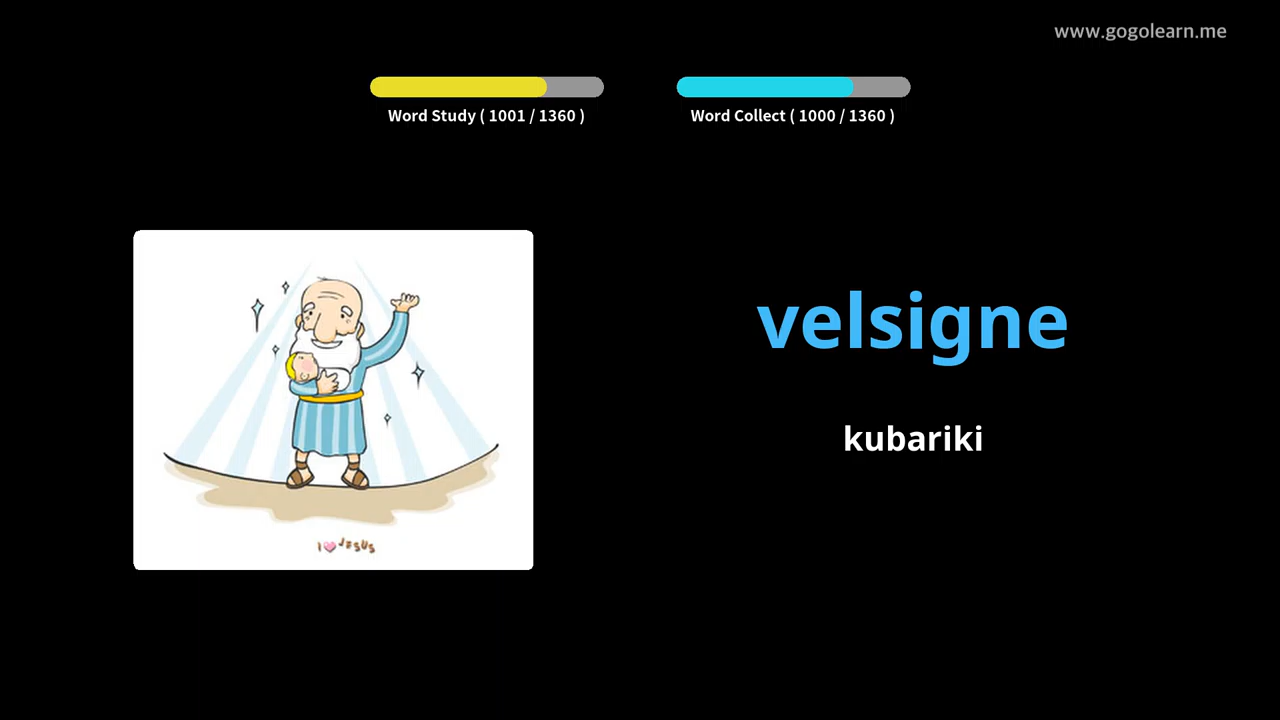 www.gogolearn.me
Word Study ( 1001 / 1360 )
Word Collect ( 1000 / 1360 )
velsigne
kubariki
I JESUS